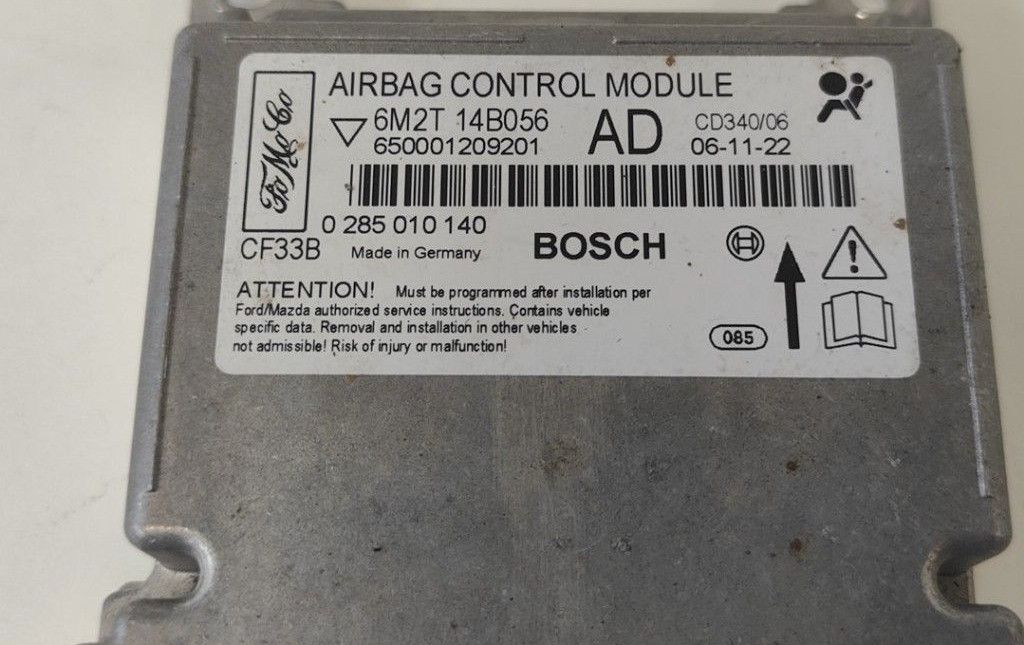 FoMoCo
AIRBAG CONTROL MODULE
6M2T 14B056 AD CD340/06
650001209201 06-11-22
0 285 010 140
CF33B Made in Germany BOSCH
ATTENTION! Must be programmed after installation per
Ford/Mazda authorized service instructions. Contains vehicle
specific data. Removal and installation in other vehicles
not admissible! Risk of injury or malfunction!
085